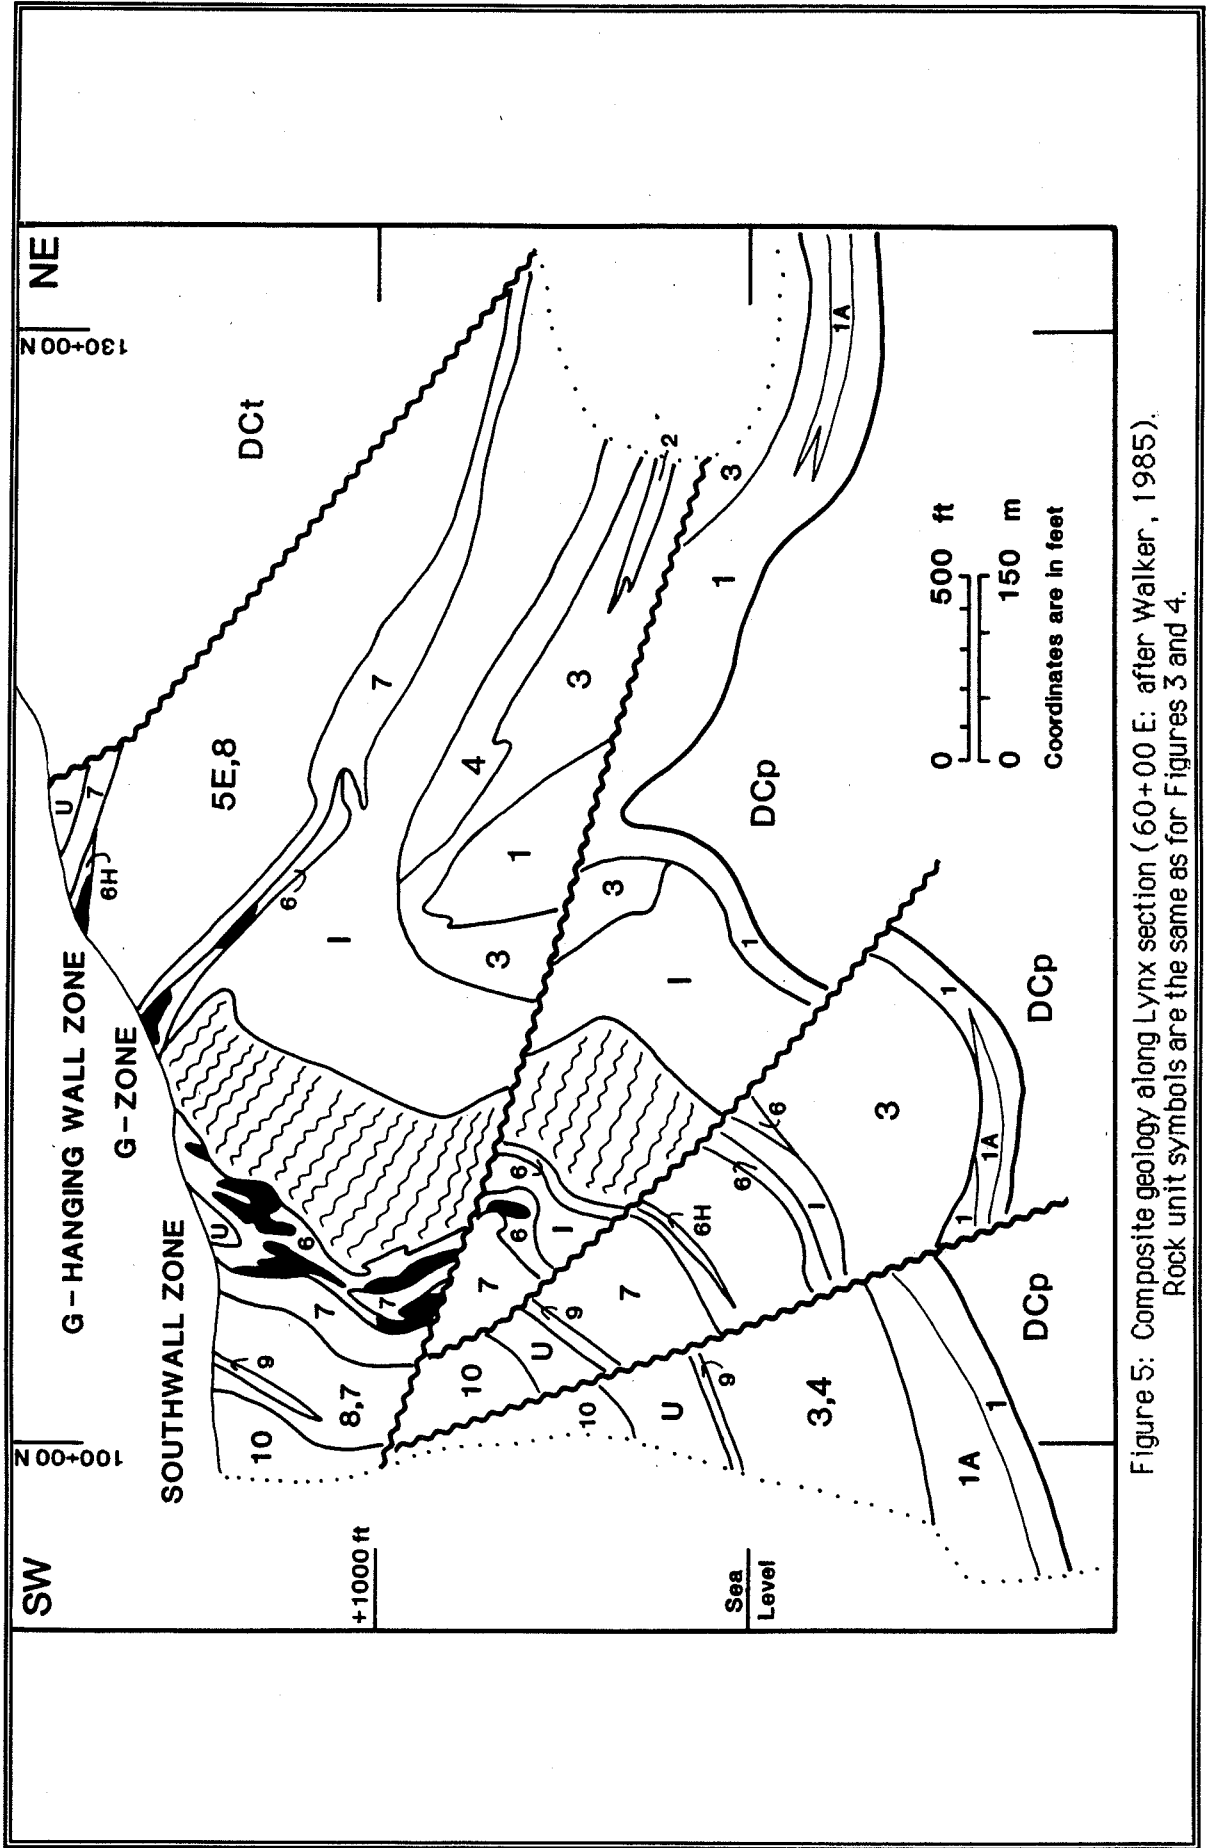 SW
NE
100+00 N
130+00 N
G-HANGING WALL ZONE
G-ZONE
SOUTHWALL ZONE
U
7
6H
DCt
5E,8
U
6
6
7
9
7
7
10
8,7
I
4
3
1
3
+1000 ft
2
3
6
6
7
I
I
3
1
10
U
9
7
6H
6
6
I
1
1A
10
U
9
Sea
Level
DCp
3
1
3,4
1A
1
DCp
1A
1
DCp
0 500 ft
0 150 m
Coordinates are in feet
Figure 5: Composite geology along Lynx section (60+00 E: after Walker, 1985).
Rock unit symbols are the same as for Figures 3 and 4.